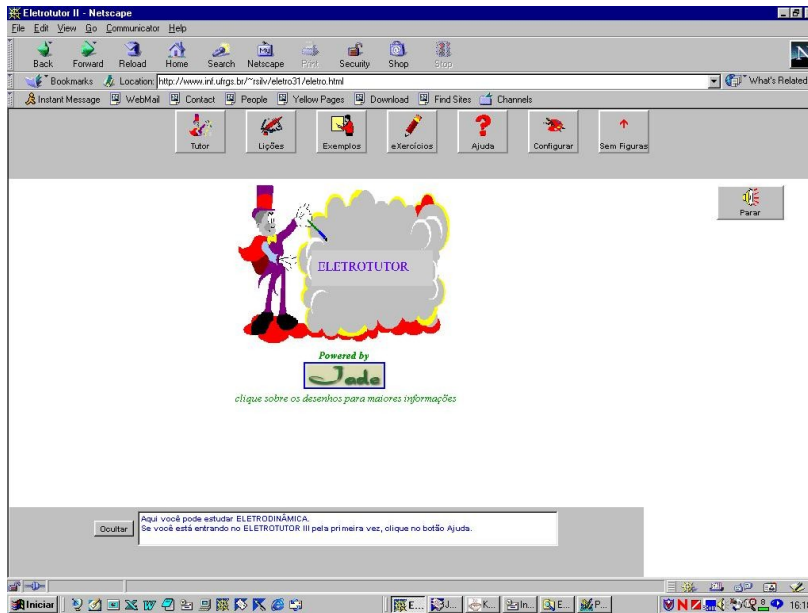 Eletrotutor II - Netscape
File Edit View Go Communicator Help
Back Forward Reload Home Search Netscape Print Security Shop Stop
Bookmarks Location: http://www.inf.ufrgs.br/~rsilv/eletro31/eletro.html What's Related
Instant Message WebMail Contact People Yellow Pages Download Find Sites Channels
Tutor Lições Exemplos eXercícios Ajuda Configurar Sem Figuras
Parar
ELETROTUTOR
Powered by
Jade
clique sobre os desenhos para maiores informações
Ocultar
Aqui você pode estudar ELETRODINÂMICA.
Se você está entrando no ELETROTUTOR III pela primeira vez, clique no botão Ajuda.
Iniciar E... J... K... In... E... P...